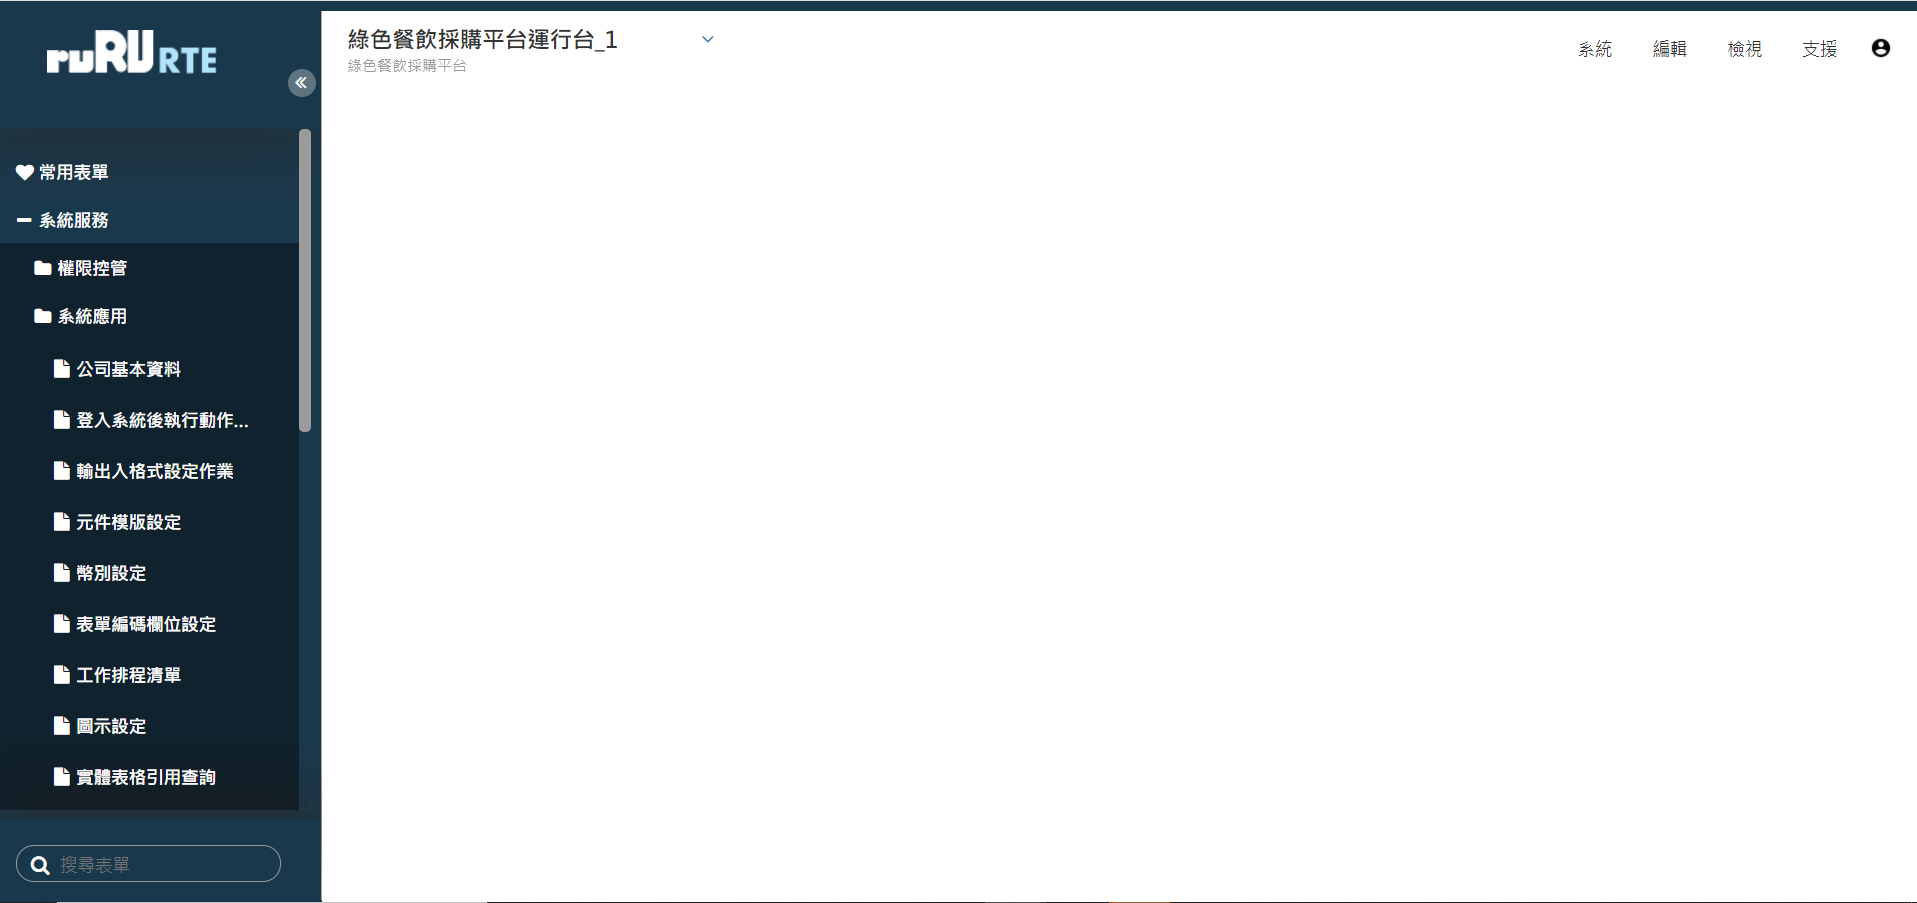 ruRU RTE
綠色餐飲採購平台運行台_1
綠色餐飲採購平台
系統
編輯
檢視
支援
常用表單
系統服務
權限控管
系統應用
公司基本資料
登入系統後執行動作...
輸出入格式設定作業
元件模版設定
幣別設定
表單編碼欄位設定
工作排程清單
圖示設定
實體表格引用查詢
搜尋表單